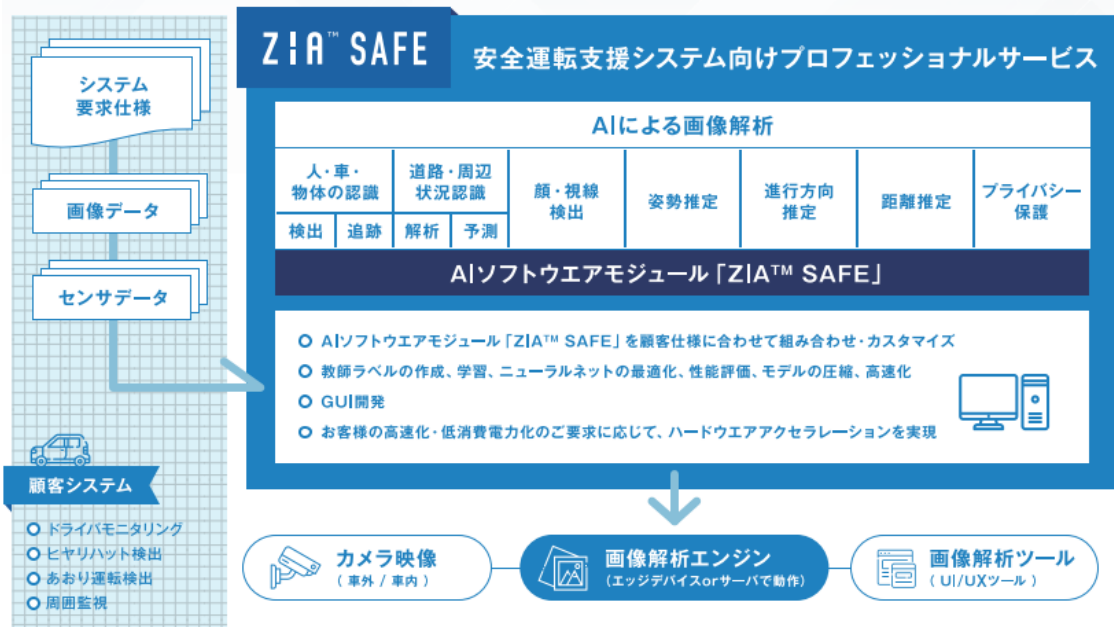 システム
要求仕様
画像データ
センサデータ
顧客システム
ドライバモニタリング
ヒヤリハット検出
あおり運転検出
周囲監視
ZIA™ SAFE
安全運転支援システム向けプロフェッショナルサービス
AIによる画像解析
人・車・
物体の認識
検出
追跡
道路・周辺
状況認識
解析
予測
顔・視線
検出
姿勢推定
進行方向
推定
距離推定
プライバシー
保護
AIソフトウエアモジュール「ZIA™ SAFE」
AIソフトウエアモジュール「ZIA™ SAFE」を顧客仕様に合わせて組み合わせ・カスタマイズ
教師ラベルの作成、学習、ニューラルネットの最適化、性能評価、モデルの圧縮、高速化
GUI開発
お客様の高速化・低消費電力化のご要求に応じて、ハードウエアアクセラレーションを実現
カメラ映像
（車外 / 車内）
画像解析エンジン
（エッジデバイスorサーバで動作）
画像解析ツール
（UI/UXツール）